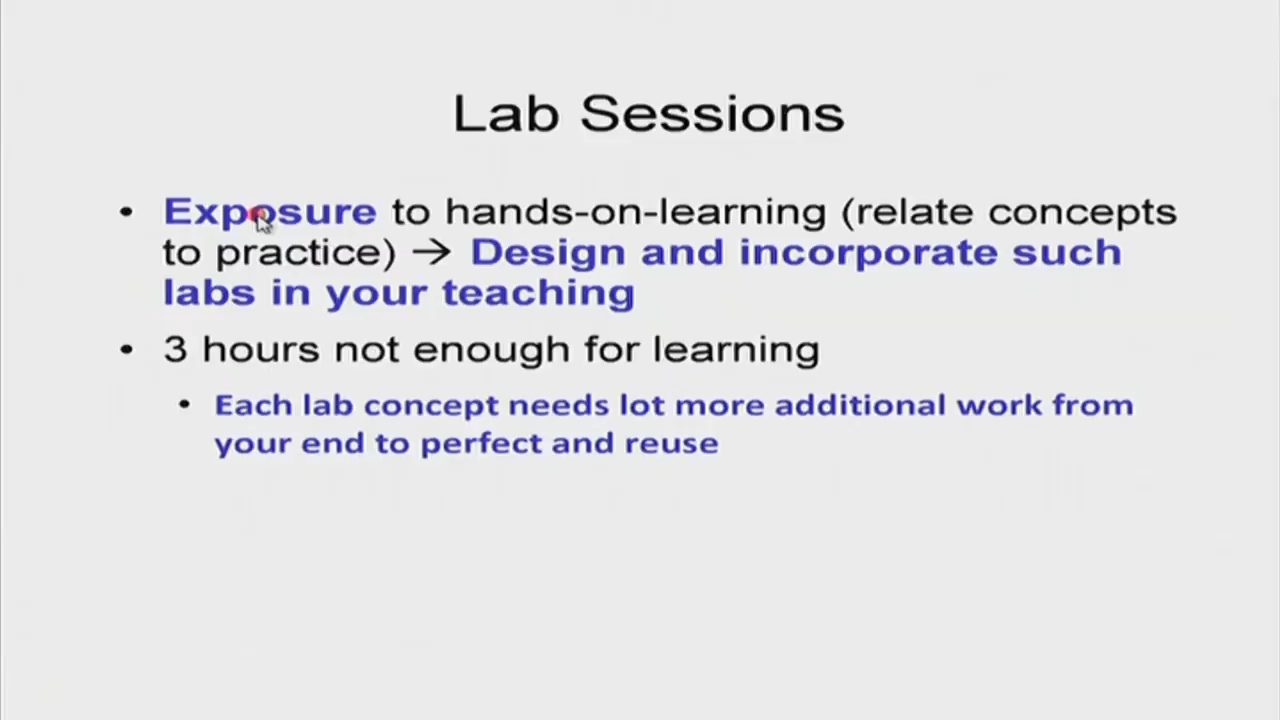 Lab Sessions
• Exposure to hands-on-learning (relate concepts
to practice) → Design and incorporate such
labs in your teaching
• 3 hours not enough for learning
• Each lab concept needs lot more additional work from
your end to perfect and reuse